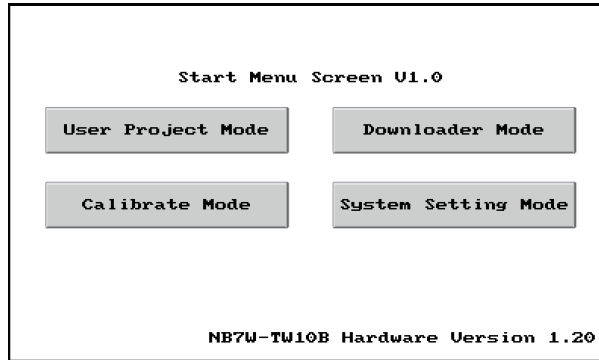 Start Menu Screen V1.0
User Project Mode
Downloader Mode
Calibrate Mode
System Setting Mode
NB7W-TW10B Hardware Version 1.20